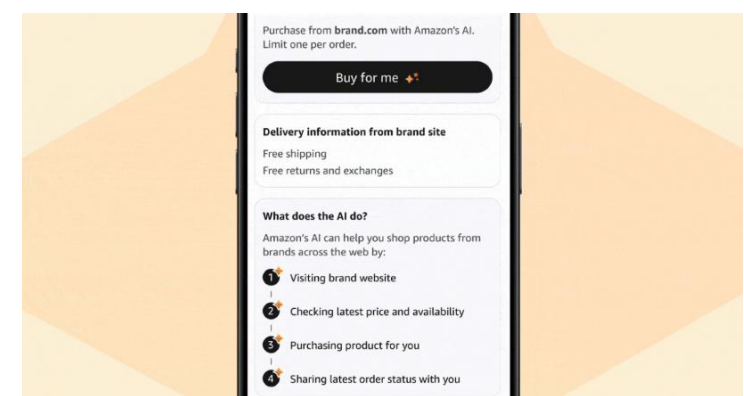 Purchase from brand.com with Amazon's AI.
Limit one per order.
Buy for me
Delivery information from brand site
Free shipping
Free returns and exchanges
What does the AI do?
Amazon's AI can help you shop products from
brands across the web by:
1 Visiting brand website
2 Checking latest price and availability
3 Purchasing product for you
4 Sharing latest order status with you